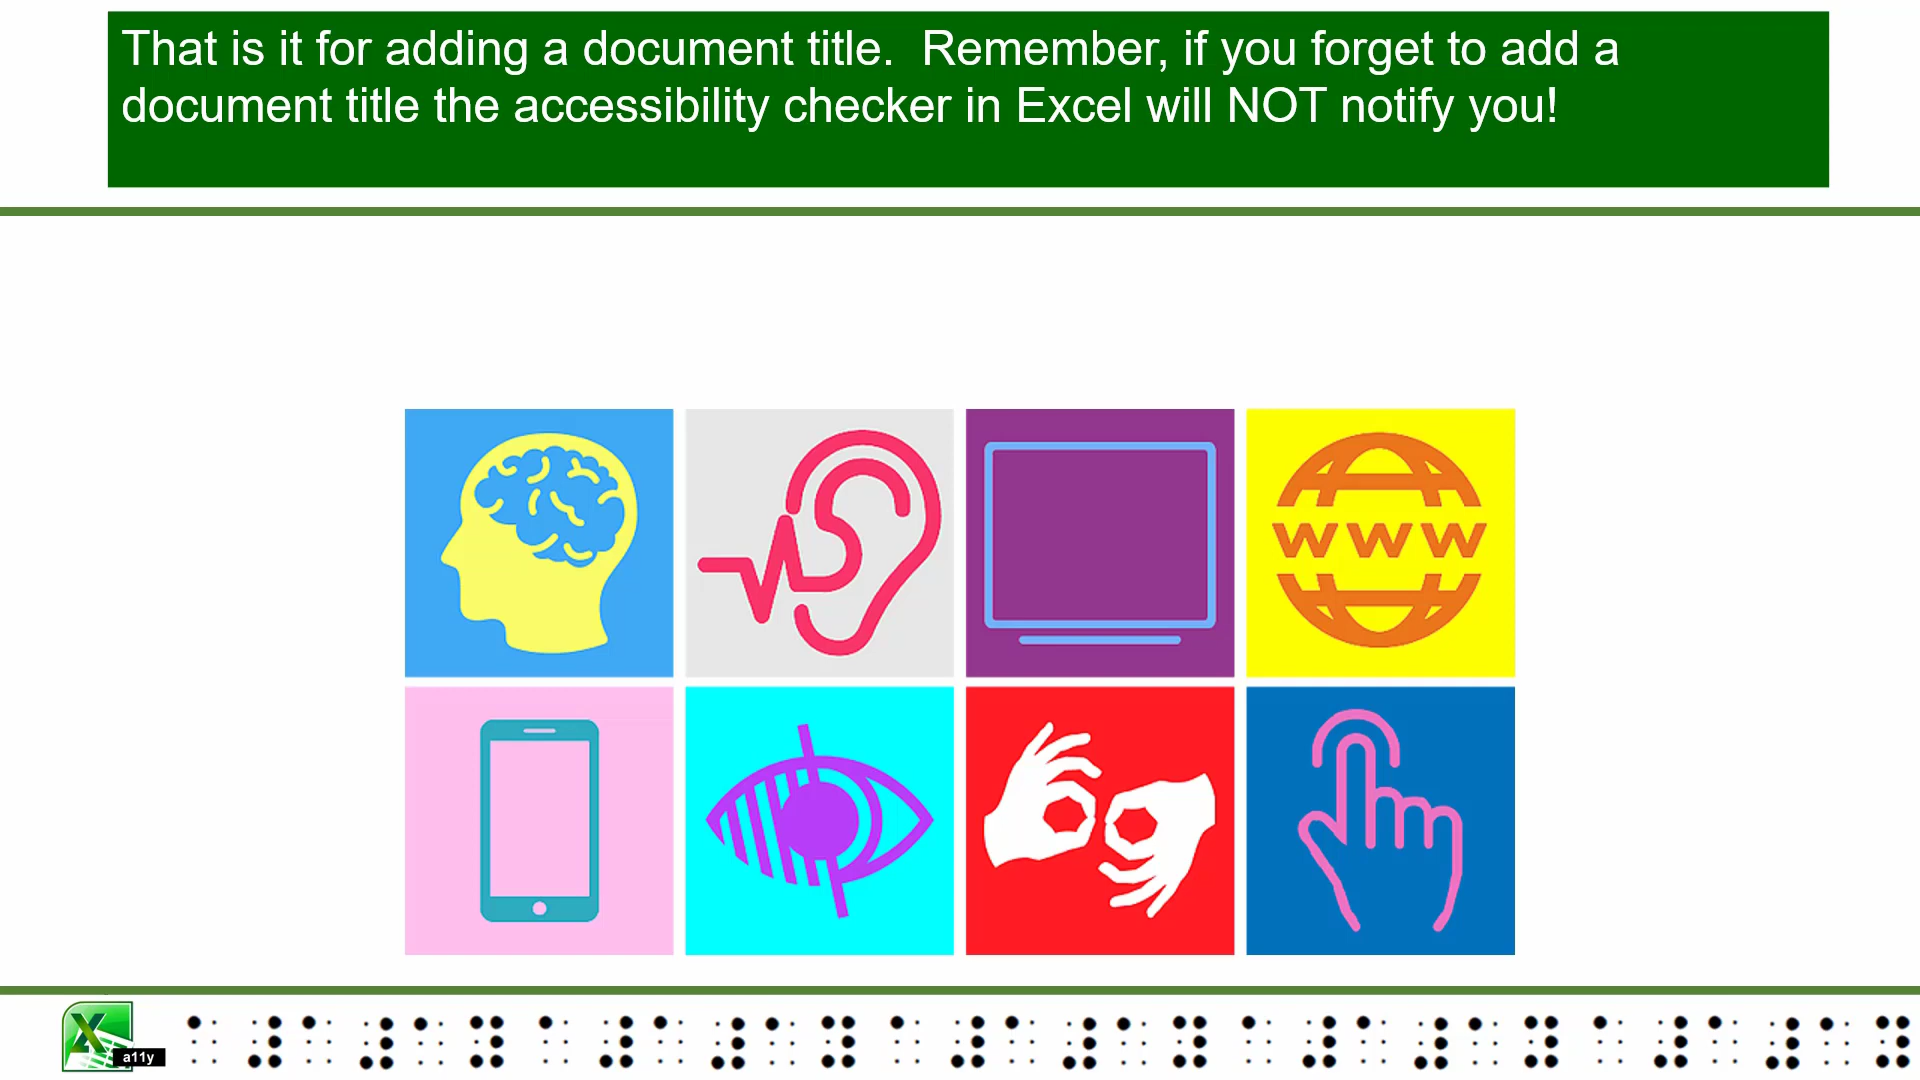 That is it for adding a document title.  Remember, if you forget to add a
document title the accessibility checker in Excel will NOT notify you!
www
X
a11y